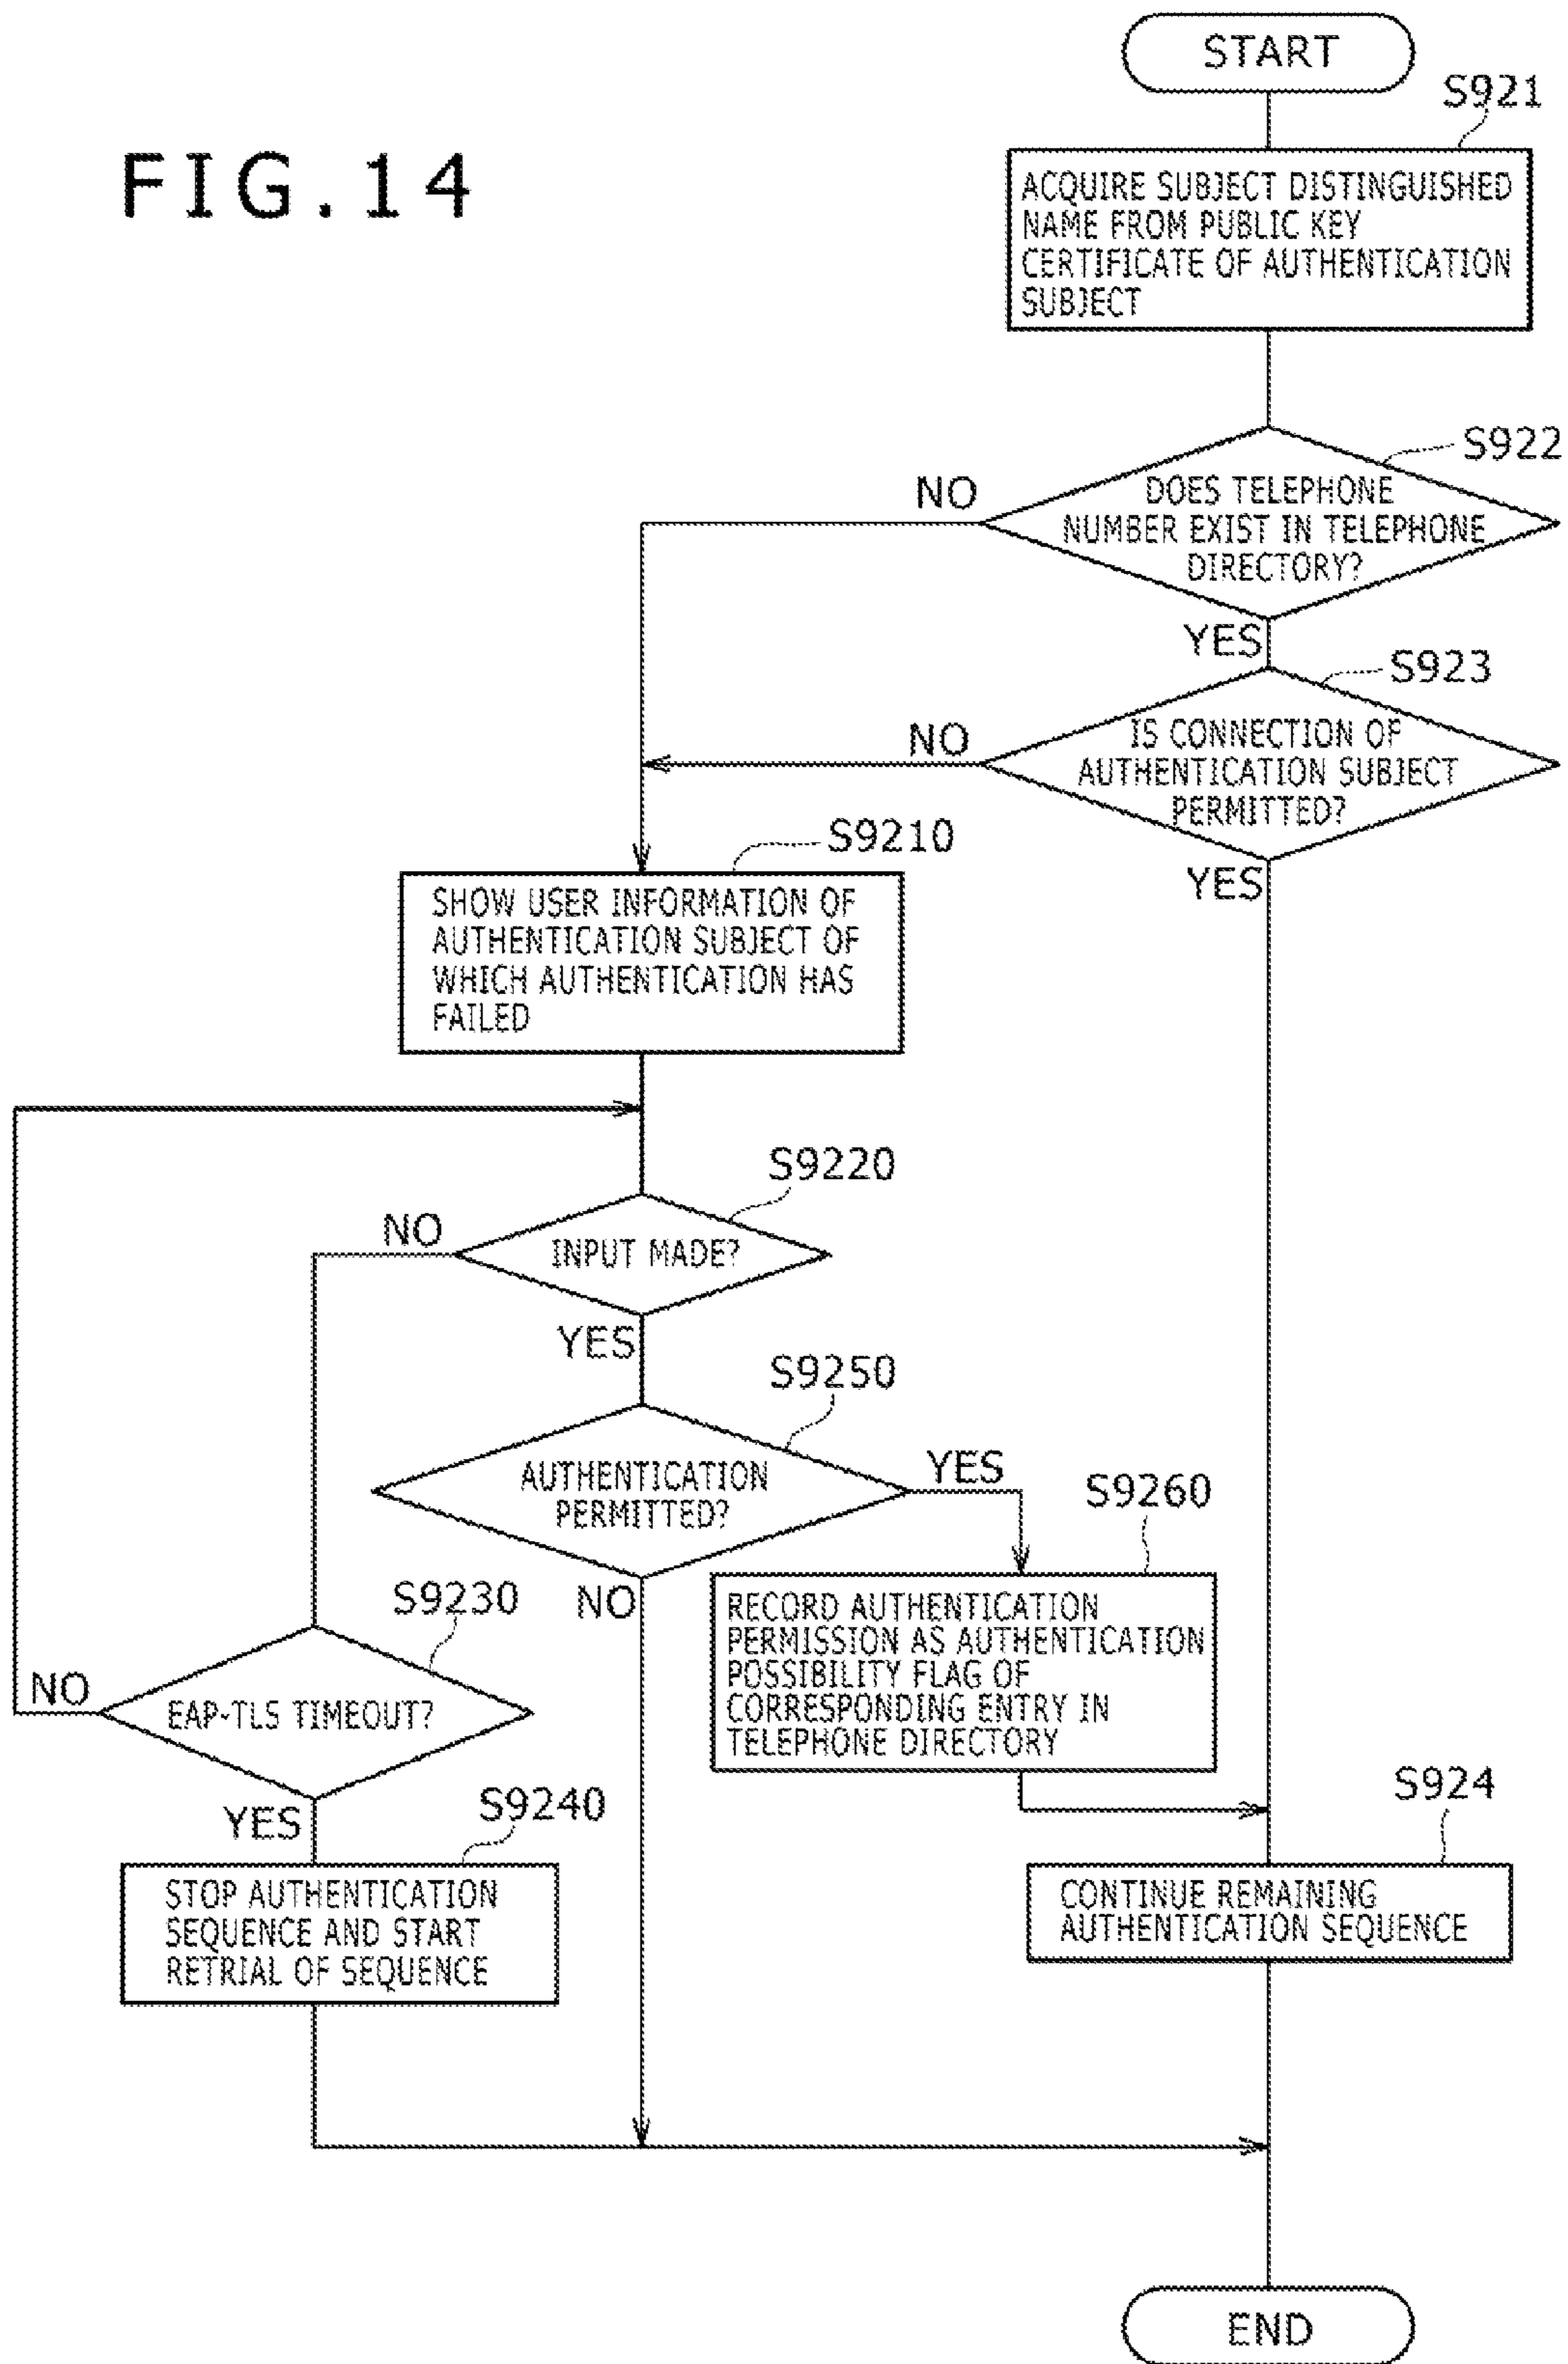 START
S921
FIG.14
ACQUIRE SUBJECT DISTINGUISHED
NAME FROM PUBLIC KEY
CERTIFICATE OF AUTHENTICATION
SUBJECT
S922
NO
DOES TELEPHONE
NUMBER EXIST IN TELEPHONE
DIRECTORY?
YES
S923
NO
IS CONNECTION OF
AUTHENTICATION SUBJECT
PERMITTED?
YES
S9210
SHOW USER INFORMATION OF
AUTHENTICATION SUBJECT OF
WHICH AUTHENTICATION HAS
FAILED
S9220
NO
INPUT MADE?
YES
S9250
AUTHENTICATION
PERMITTED?
YES
S9260
NO
RECORD AUTHENTICATION
PERMISSION AS AUTHENTICATION
POSSIBILITY FLAG OF
CORRESPONDING ENTRY IN
TELEPHONE DIRECTORY
S9230
NO
EAP-TLS TIMEOUT?
YES
S9240
STOP AUTHENTICATION
SEQUENCE AND START
RETRIAL OF SEQUENCE
S924
CONTINUE REMAINING
AUTHENTICATION SEQUENCE
END